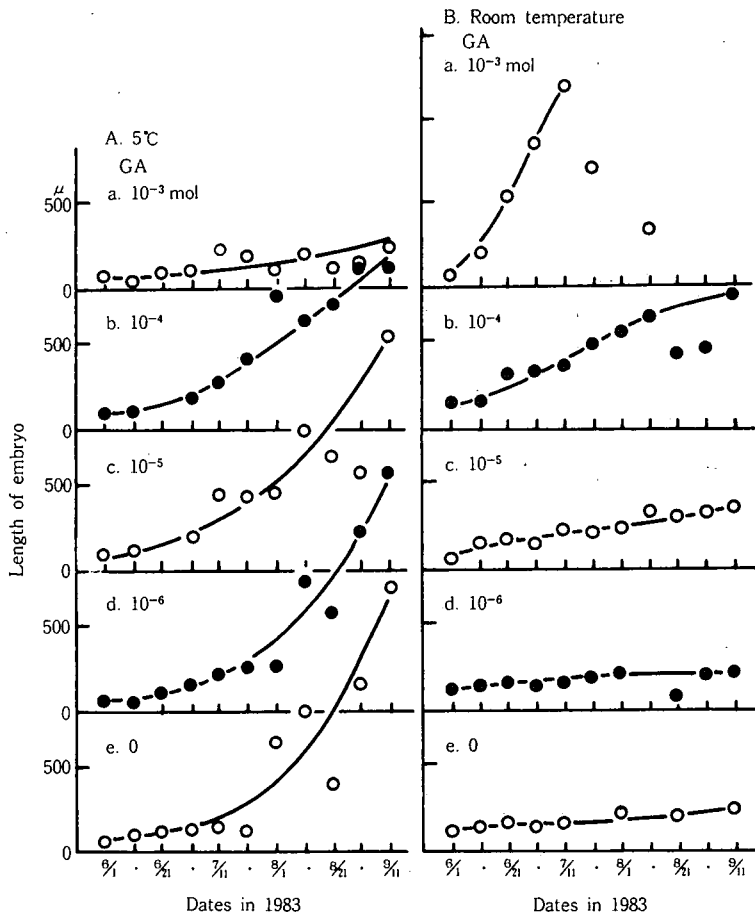 A. 5℃
GA
a. 10⁻³ mol
μ
500
0
b. 10⁻⁴
500
0
c. 10⁻⁵
500
0
d. 10⁻⁶
500
0
e. 0
500
0
6/1 · 6/21 · 7/11 · 8/1 · 8/21 · 9/11
Dates in 1983
Length of embryo
B. Room temperature
GA
a. 10⁻³ mol
b. 10⁻⁴
c. 10⁻⁵
d. 10⁻⁶
e. 0
6/1 · 6/21 · 7/11 · 8/1 · 8/21 · 9/11
Dates in 1983